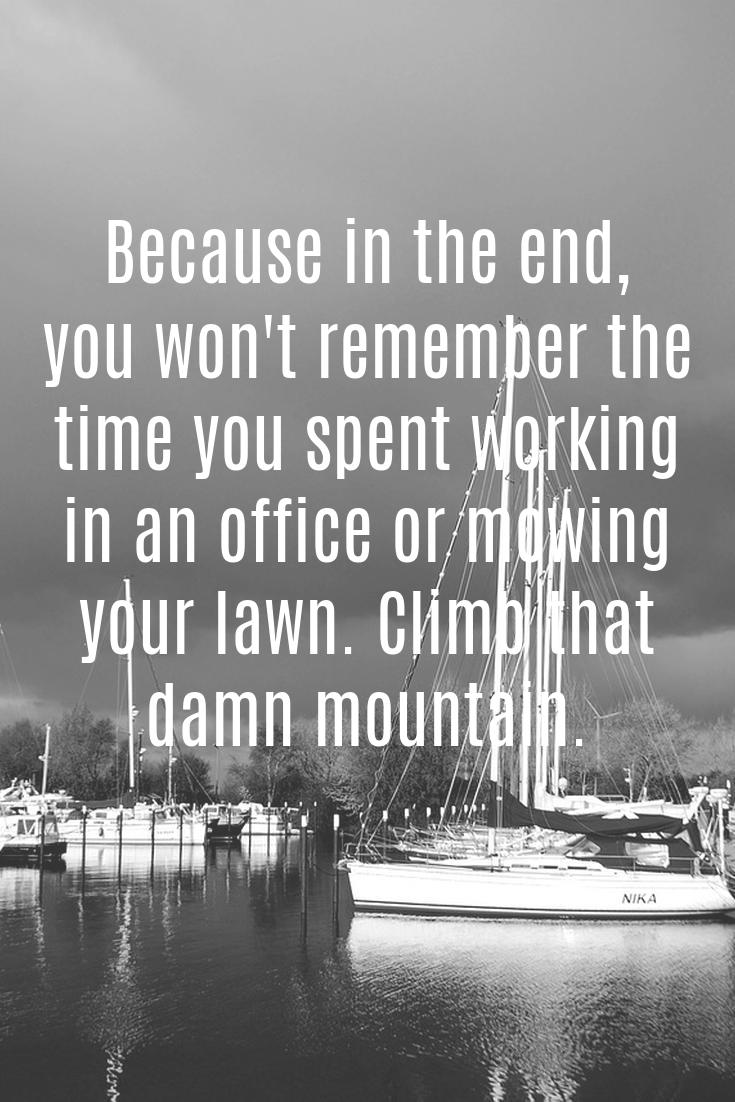 Because in the end,
you won't remember the
time you spent working
in an office or mowing
your lawn. Climb that
damn mountain.
NIKA